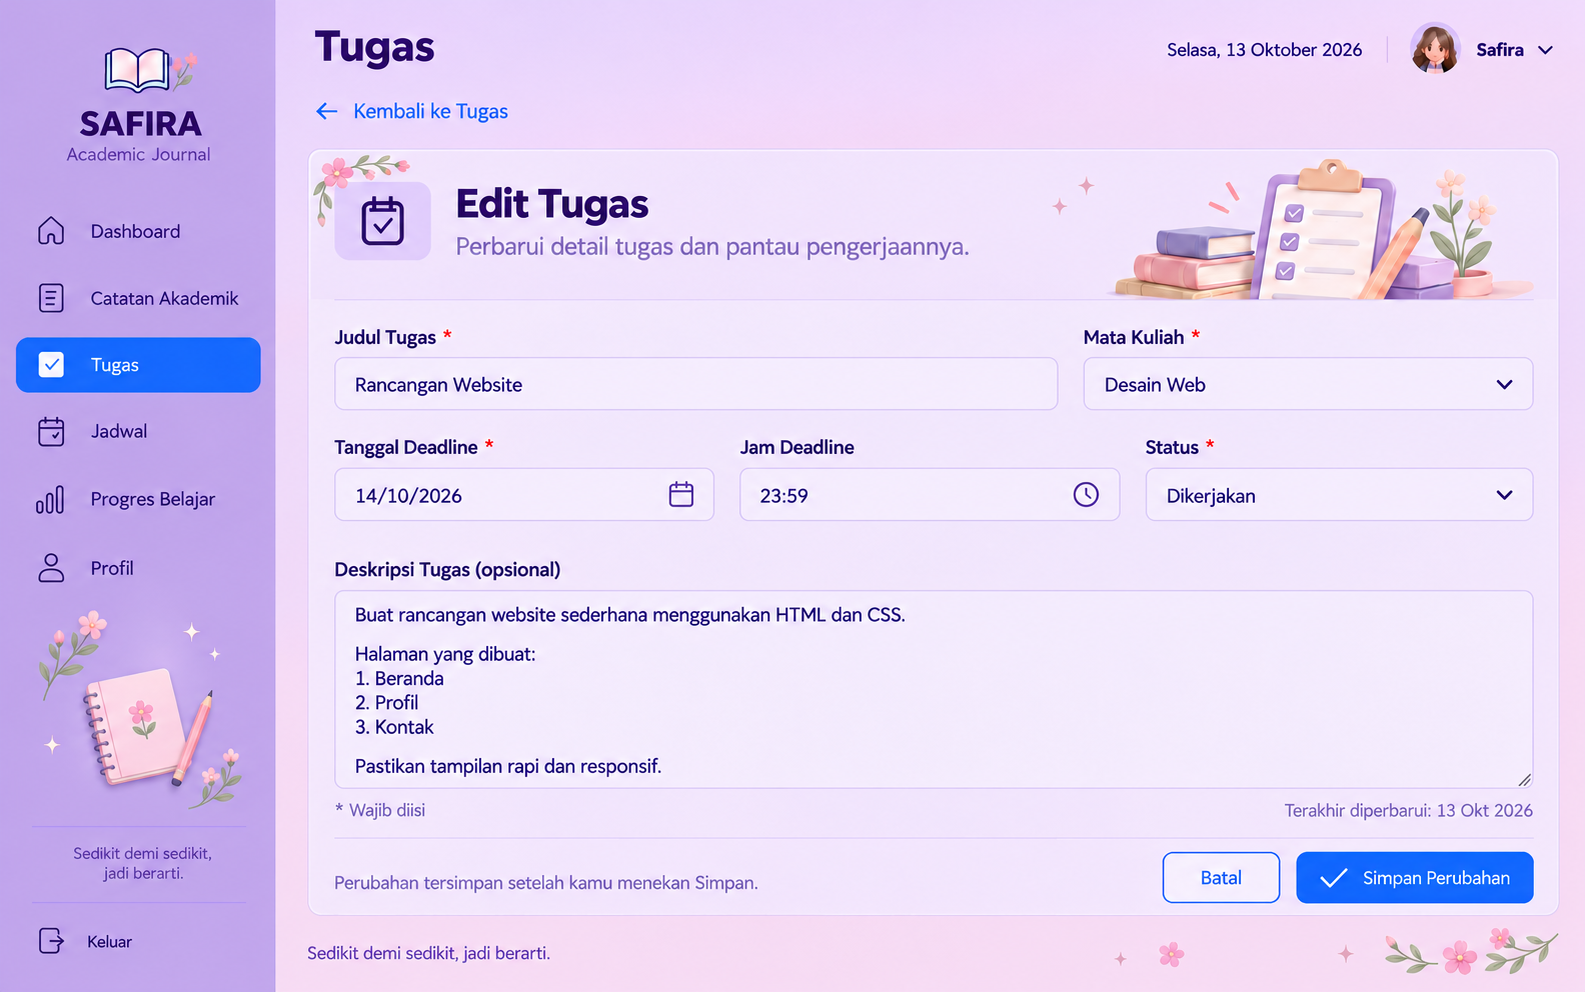 SAFIRA
Academic Journal
Dashboard
Catatan Akademik
Tugas
Jadwal
Progres Belajar
Profil
Sedikit demi sedikit,
jadi berarti.
Keluar
Tugas
Selasa, 13 Oktober 2026
Safira
Kembali ke Tugas
Edit Tugas
Perbarui detail tugas dan pantau pengerjaannya.
Judul Tugas *
Rancangan Website
Mata Kuliah *
Desain Web
Tanggal Deadline *
14/10/2026
Jam Deadline
23:59
Status *
Dikerjakan
Deskripsi Tugas (opsional)
Buat rancangan website sederhana menggunakan HTML dan CSS.
Halaman yang dibuat:
1. Beranda
2. Profil
3. Kontak
Pastikan tampilan rapi dan responsif.
* Wajib diisi
Terakhir diperbarui: 13 Okt 2026
Perubahan tersimpan setelah kamu menekan Simpan.
Batal
Simpan Perubahan
Sedikit demi sedikit, jadi berarti.